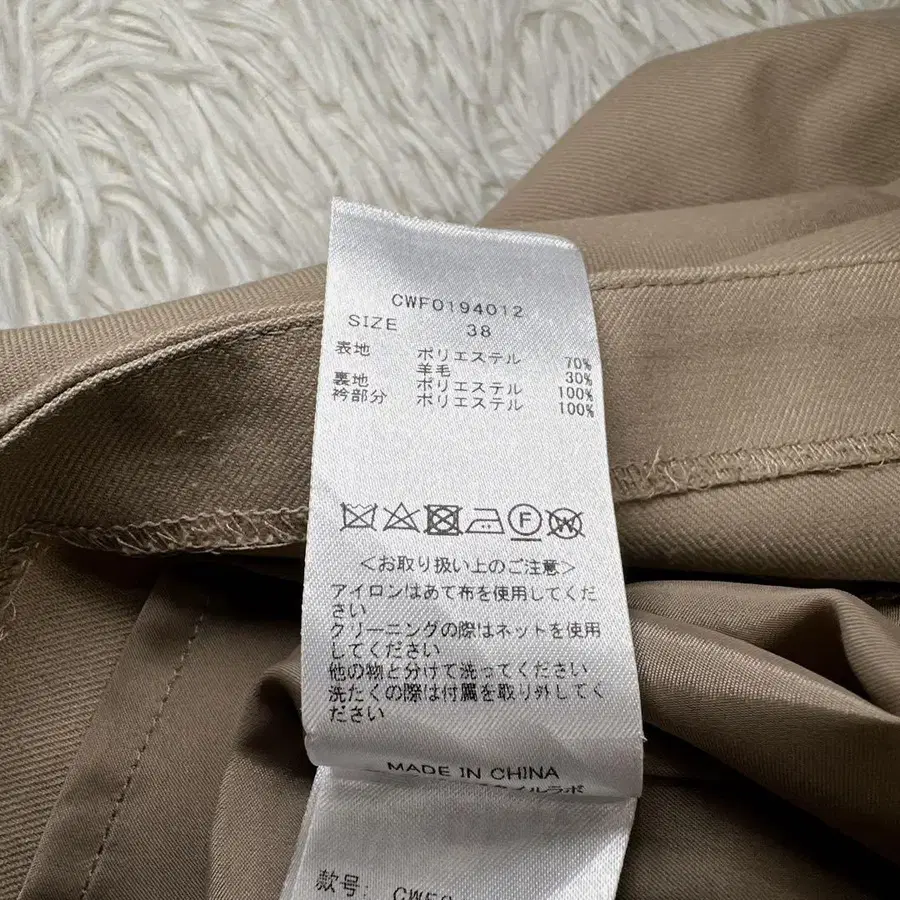 CWF0194012
SIZE 38
表地 ポリエステル 70%
羊毛 30%
裏地 ポリエステル 100%
衿部分 ポリエステル 100%
F W
<お取り扱い上のご注意>
アイロンはあて布を使用してくだ
さい
クリーニングの際はネットを使用
してください
他の物と分けて洗ってください
洗たくの際は付属を取り外してく
ださい
MADE IN CHINA
款号: